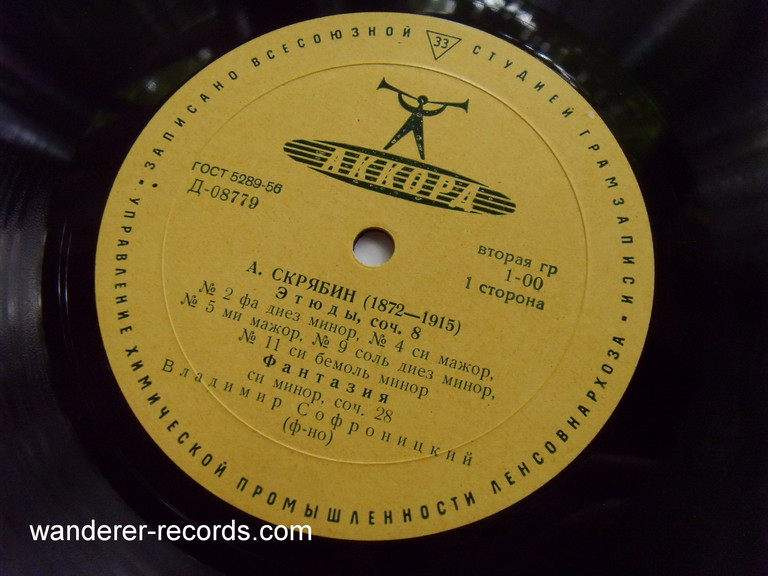 ЗАПИСАНО ВСЕСОЮЗНОЙ 33 СТУДИЕЙ ГРАМЗАПИСИ
АККОРД
ГОСТ 5289-56
Д-08779
вторая гр
1-00
1 сторона
А. СКРЯБИН (1872—1915)
Этюды, соч. 8
№ 2 фа диез минор, № 4 си мажор,
№ 5 ми мажор, № 9 соль диез минор,
№ 11 си бемоль минор
фантазия
си минор, соч. 28
Владимир Софроницкий
(ф-но)
УПРАВЛЕНИЕ ХИМИЧЕСКОЙ ПРОМЫШЛЕННОСТИ ЛЕНСОВНАРХОЗА
wanderer-records.com